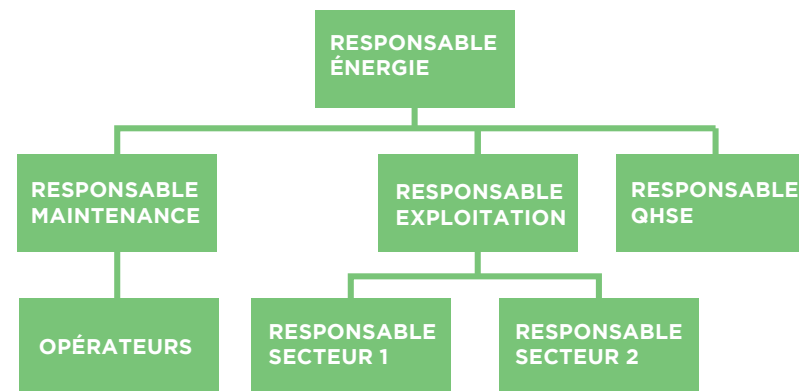 RESPONSABLE
ÉNERGIE
RESPONSABLE
MAINTENANCE
RESPONSABLE
EXPLOITATION
RESPONSABLE
QHSE
OPÉRATEURS
RESPONSABLE
SECTEUR 1
RESPONSABLE
SECTEUR 2